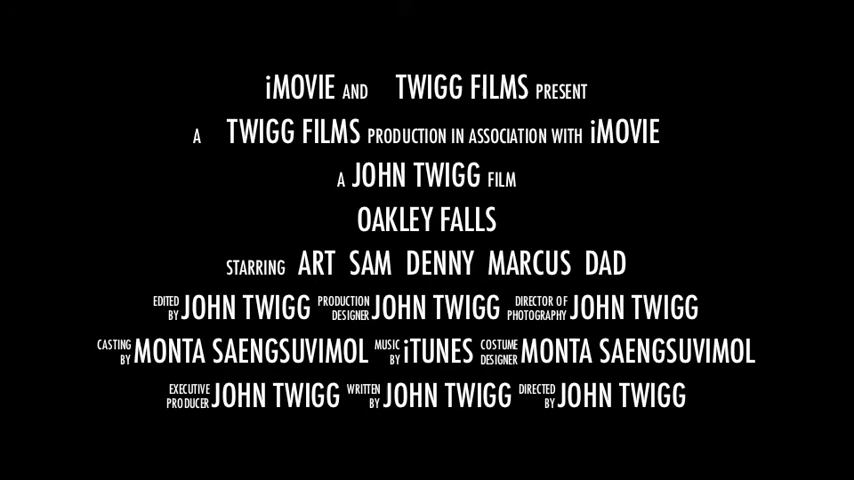 iMOVIE AND TWIGG FILMS PRESENT
A TWIGG FILMS PRODUCTION IN ASSOCIATION WITH iMOVIE
A JOHN TWIGG FILM
OAKLEY FALLS
STARRING ART SAM DENNY MARCUS DAD
EDITED BY JOHN TWIGG PRODUCTION DESIGNER JOHN TWIGG DIRECTOR OF PHOTOGRAPHY JOHN TWIGG
CASTING BY MONTA SAENGSUVIMOL MUSIC BY iTUNES COSTUME DESIGNER MONTA SAENGSUVIMOL
EXECUTIVE PRODUCER JOHN TWIGG WRITTEN BY JOHN TWIGG DIRECTED BY JOHN TWIGG